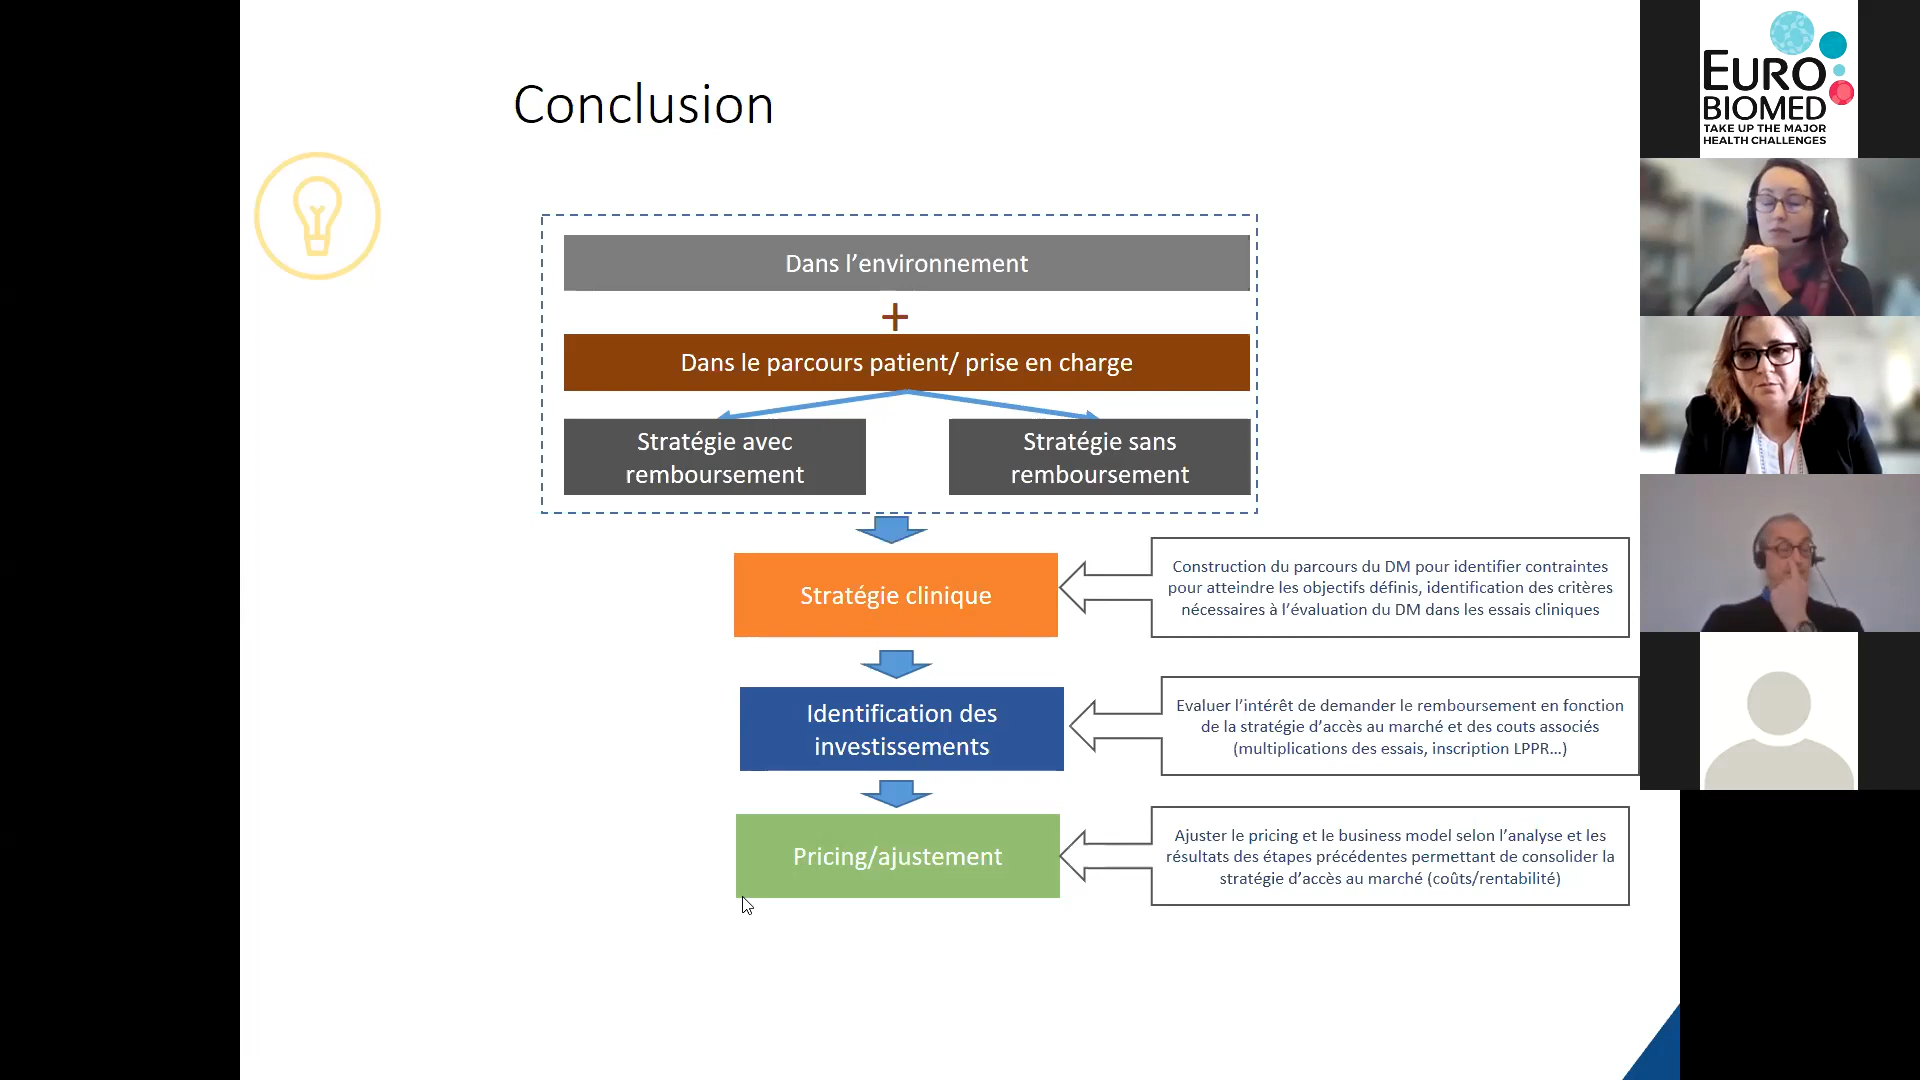 Conclusion
Dans l’environnement
+
Dans le parcours patient/ prise en charge
Stratégie avec
remboursement
Stratégie sans
remboursement
Stratégie clinique
Construction du parcours du DM pour identifier contraintes
pour atteindre les objectifs définis, identification des critères
nécessaires à l’évaluation du DM dans les essais cliniques
Identification des
investissements
Evaluer l’intérêt de demander le remboursement en fonction
de la stratégie d’accès au marché et des couts associés
(multiplications des essais, inscription LPPR…)
Pricing/ajustement
Ajuster le pricing et le business model selon l’analyse et les
résultats des étapes précédentes permettant de consolider la
stratégie d’accès au marché (coûts/rentabilité)
EURO
BIOMED
TAKE UP THE MAJOR
HEALTH CHALLENGES